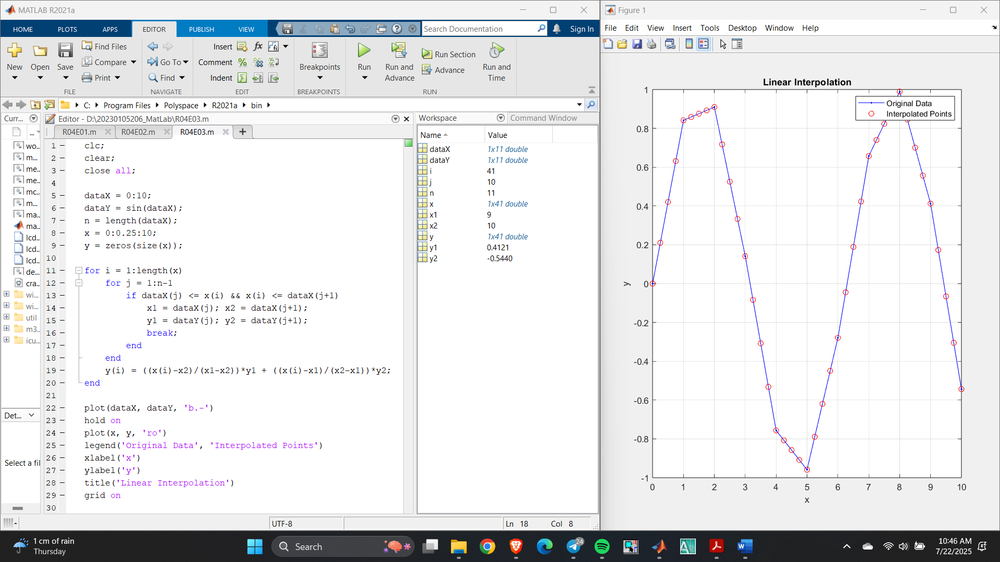 MATLAB R2021a
HOME PLOTS APPS EDITOR PUBLISH VIEW
Search Documentation
Sign In
New
Open
Save
Find Files
Compare
Print
FILE
Go To
Find
NAVIGATE
Insert
Comment
Indent
fx
fi
EDIT
Breakpoints
BREAKPOINTS
Run
Run and Advance
Run Section
Advance
Run and Time
RUN
C: Program Files Polyspace R2021a bin
Curr...
...
wo..
m...
me..
me..
mc..
m...
ma..
ma..
lcd..
lcd..
lcd..
de...
cra..
wi...
wi...
util
m3..
icu...
Det...
Select a fil
Editor - D:\20230105206_MatLab\R04E03.m
R04E01.m R04E02.m R04E03.m +
1 clc;
2 clear;
3 close all;
4
5 dataX = 0:10;
6 dataY = sin(dataX);
7 n = length(dataX);
8 x = 0:0.25:10;
9 y = zeros(size(x));
10
11 for i = 1:length(x)
12 for j = 1:n-1
13 if dataX(j) <= x(i) && x(i) <= dataX(j+1)
14 x1 = dataX(j); x2 = dataX(j+1);
15 y1 = dataY(j); y2 = dataY(j+1);
16 break;
17 end
18 end
19 y(i) = ((x(i)-x2)/(x1-x2))*y1 + ((x(i)-x1)/(x2-x1))*y2;
20 end
21
22 plot(dataX, dataY, 'b.-')
23 hold on
24 plot(x, y, 'ro')
25 legend('Original Data', 'Interpolated Points')
26 xlabel('x')
27 ylabel('y')
28 title('Linear Interpolation')
29 grid on
30
Workspace Command Window
Name Value
dataX 1x11 double
dataY 1x11 double
i 41
j 10
n 11
x 1x41 double
x1 9
x2 10
y 1x41 double
y1 0.4121
y2 -0.5440
UTF-8
Ln 18 Col 8
Figure 1
File Edit View Insert Tools Desktop Window Help
Linear Interpolation
Original Data
Interpolated Points
1
0.8
0.6
0.4
0.2
0
-0.2
-0.4
-0.6
-0.8
-1
y
0 1 2 3 4 5 6 7 8 9 10
x
1 cm of rain
Thursday
Search
24
10:46 AM
7/22/2025